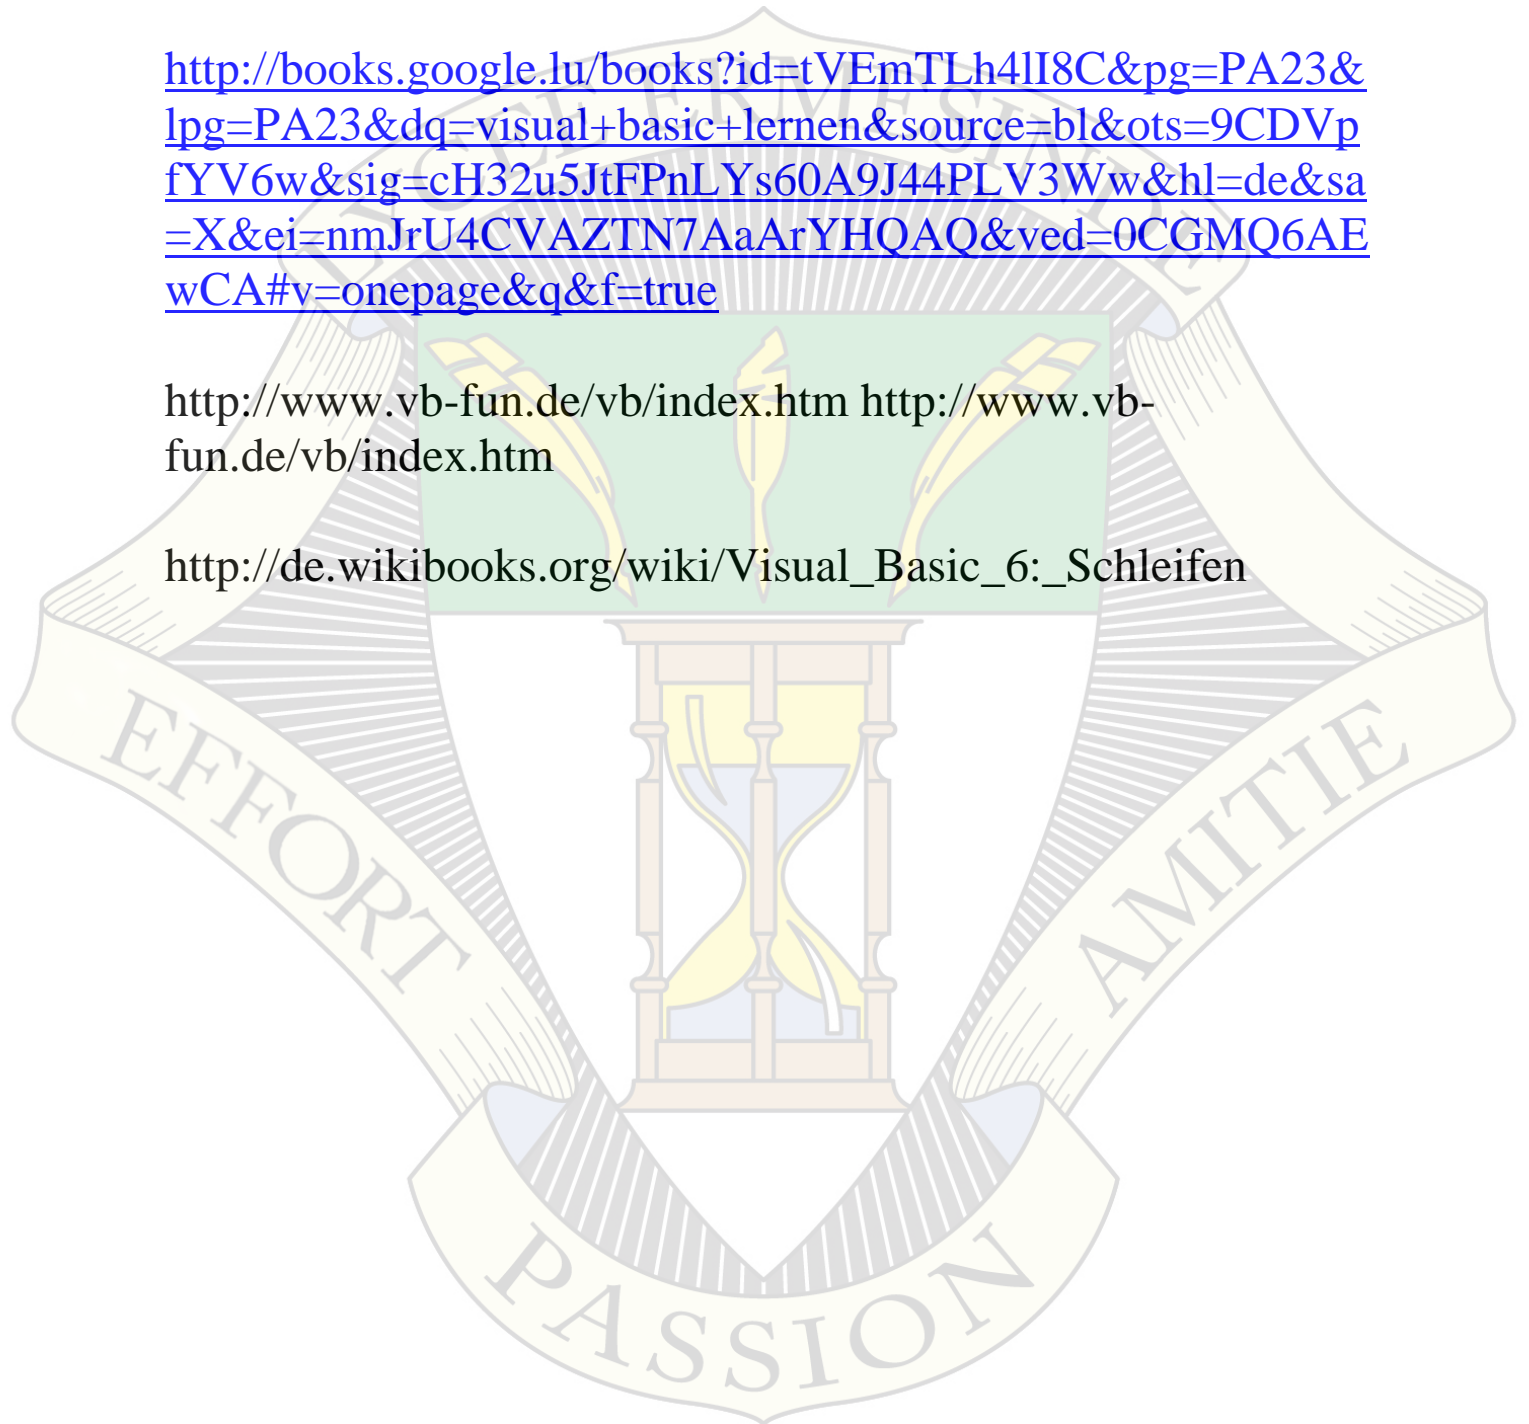 http://books.google.lu/books?id=tVEmTLh4lI8C&pg=PA23&
lpg=PA23&dq=visual+basic+lernen&source=bl&ots=9CDVp
fYV6w&sig=cH32u5JtFPnLYs60A9J44PLV3Ww&hl=de&sa
=X&ei=nmJrU4CVAZTN7AaArYHQAQ&ved=0CGMQ6AE
wCA#v=onepage&q&f=true
http://www.vb-fun.de/vb/index.htm http://www.vb-
fun.de/vb/index.htm
http://de.wikibooks.org/wiki/Visual_Basic_6:_Schleifen
LYCEE ERMESINDE
EFFORT
AMITIE
PASSION